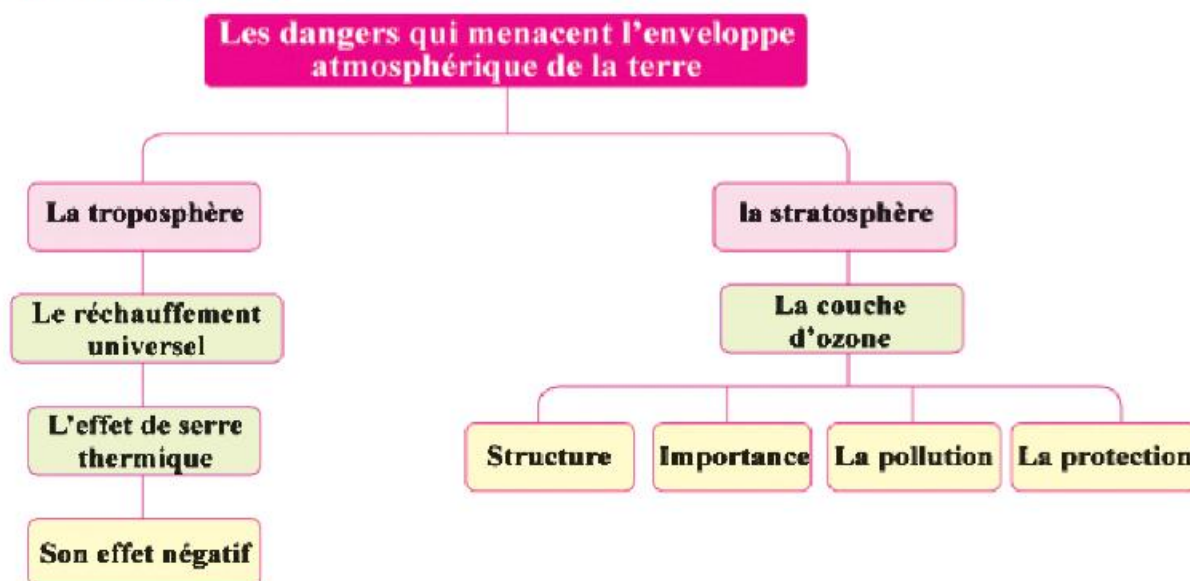 Les dangers qui menacent l'enveloppe
atmosphérique de la terre
La troposphère
la stratosphère
Le réchauffement
universel
La couche
d'ozone
L'effet de serre
thermique
Structure
Importance
La pollution
La protection
Son effet négatif